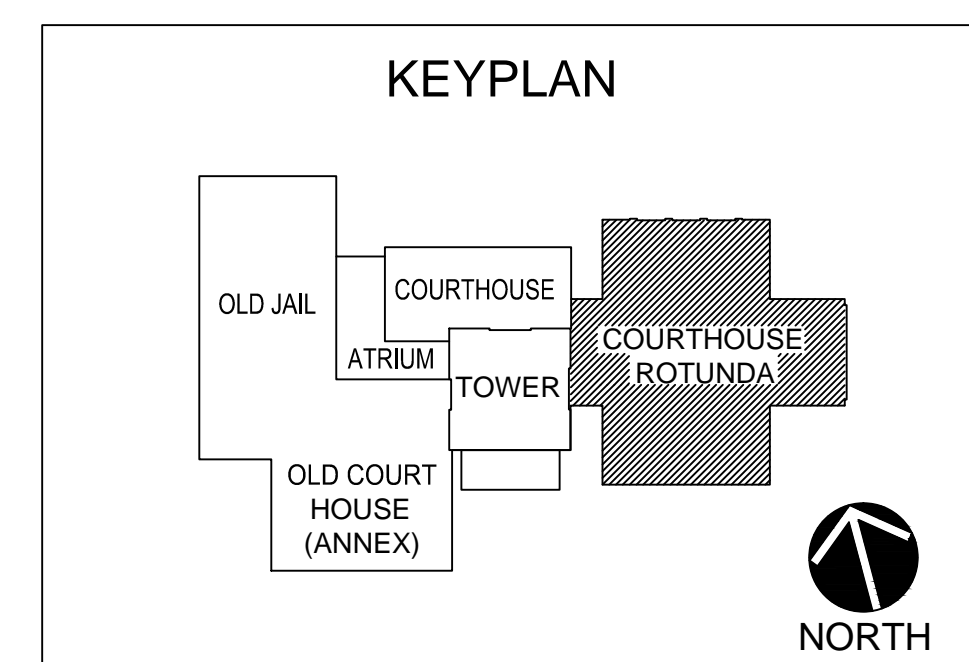 KEYPLAN
OLD JAIL
COURTHOUSE
ATRIUM
TOWER
COURTHOUSE
ROTUNDA
OLD COURT
HOUSE
(ANNEX)
NORTH